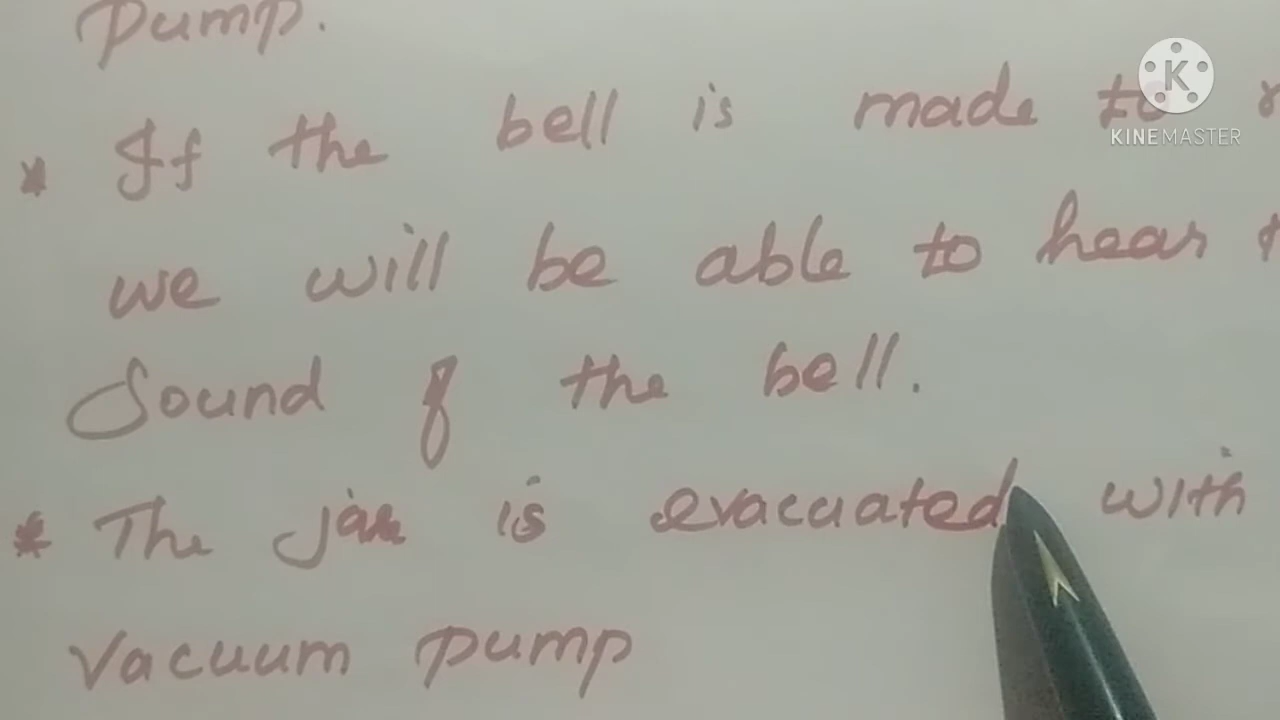 Pump.
* If the bell is made to
we will be able to hear
Sound of the bell.
* The jar is evacuated with
Vacuum pump
K
KINEMASTER